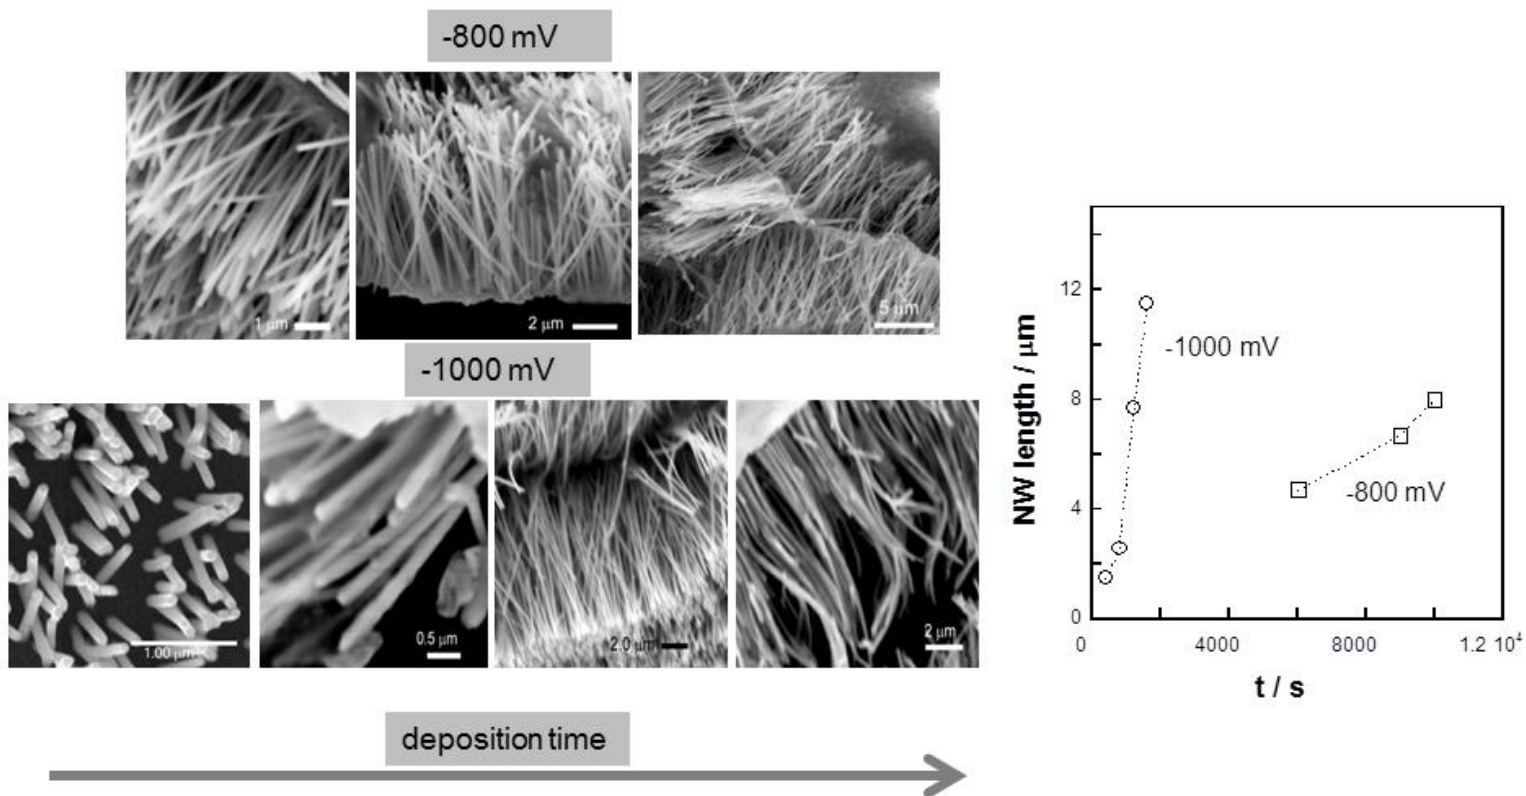 -800 mV
1 μm
2 μm
5 μm
-1000 mV
1.00 μm
0.5 μm
2.0 μm
2 μm
deposition time
NW length / μm
12
8
4
0
-1000 mV
-800 mV
0
4000
8000
1.2 10⁴
t / s